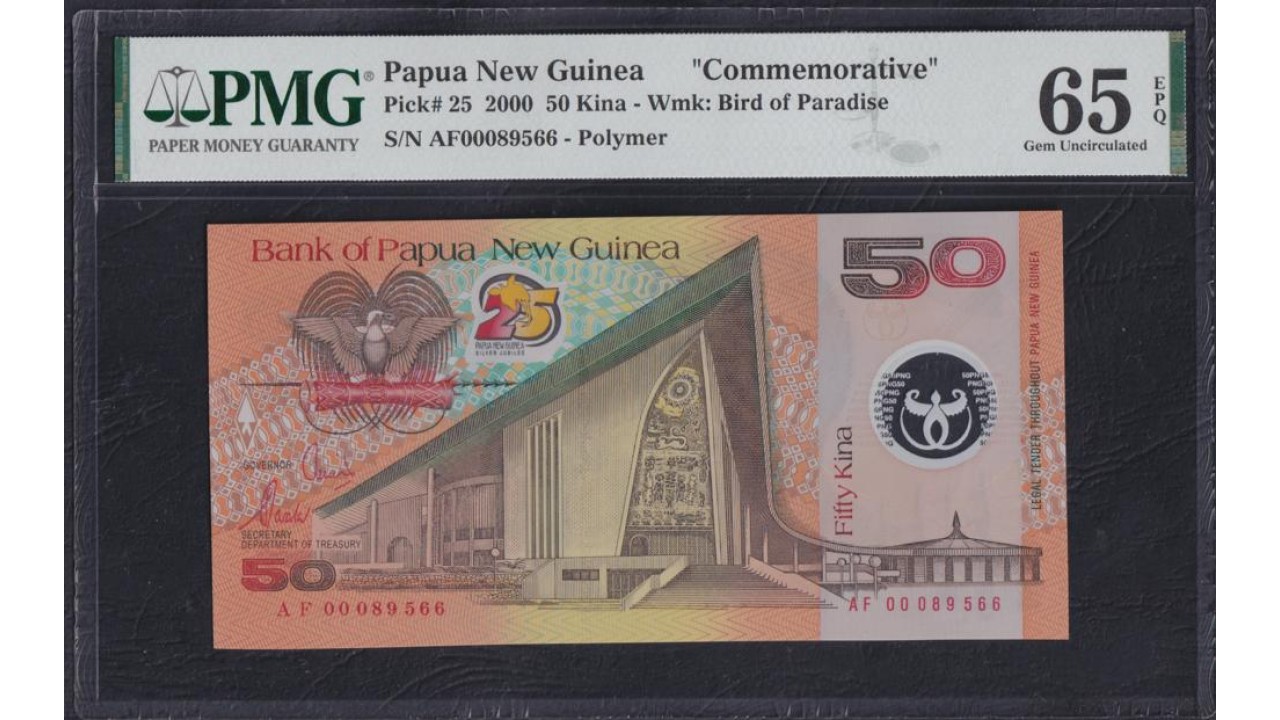 PMG®
PAPER MONEY GUARANTY
Papua New Guinea "Commemorative"
Pick# 25 2000 50 Kina - Wmk: Bird of Paradise
S/N AF00089566 - Polymer
65
EPQ
Gem Uncirculated
Bank of Papua New Guinea
25
PAPUA NEW GUINEA
SILVER JUBILEE
50
LEGAL TENDER THROUGHOUT PAPUA NEW GUINEA
Fifty Kina
GOVERNOR
SECRETARY
DEPARTMENT OF TREASURY
50
AF 00089566
AF 00089566